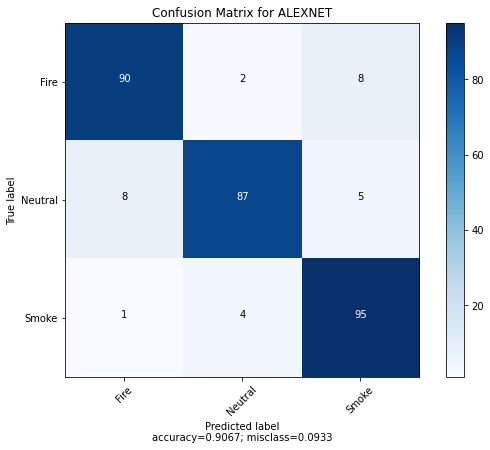 Confusion Matrix for ALEXNET
True label
Fire
90
2
8
Neutral
8
87
5
Smoke
1
4
95
Fire
Neutral
Smoke
Predicted label
accuracy=0.9067; misclass=0.0933
80
60
40
20